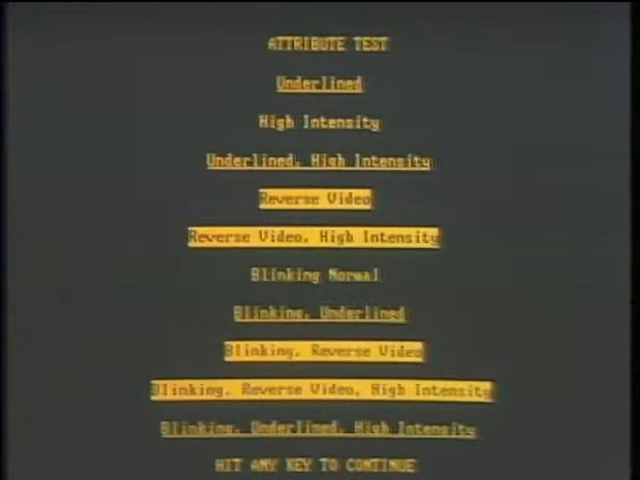 ATTRIBUTE TEST
Underlined
High Intensity
Underlined, High Intensity
Reverse Video
Reverse Video, High Intensity
Blinking Normal
Blinking, Underlined
Blinking, Reverse Video
Blinking, Reverse Video, High Intensity
Blinking, Underlined, High Intensity
HIT ANY KEY TO CONTINUE